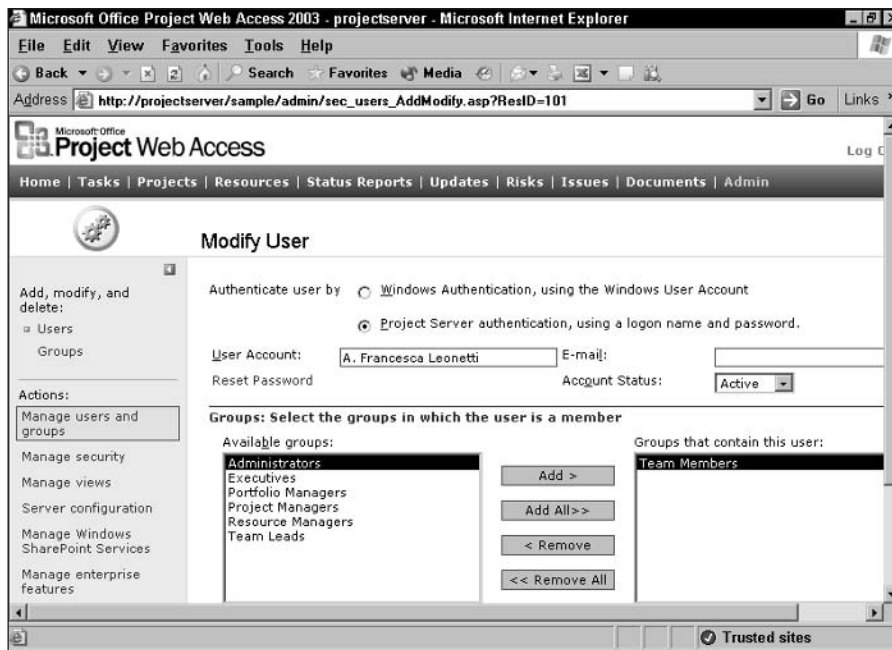 Microsoft Office Project Web Access 2003 - projectserver - Microsoft Internet Explorer
File Edit View Favorites Tools Help
Back Search Favorites Media
Address http://projectserver/sample/admin/sec_users_AddModify.asp?ResID=101 Go Links
Microsoft Office
Project Web Access
Log
Home | Tasks | Projects | Resources | Status Reports | Updates | Risks | Issues | Documents | Admin
Modify User
Add, modify, and
delete:
Users
Groups
Actions:
Manage users and
groups
Manage security
Manage views
Server configuration
Manage Windows
SharePoint Services
Manage enterprise
features
Authenticate user by Windows Authentication, using the Windows User Account
Project Server authentication, using a logon name and password.
User Account: A. Francesca Leonetti E-mail:
Reset Password Account Status: Active
Groups: Select the groups in which the user is a member
Available groups:
Administrators
Executives
Portfolio Managers
Project Managers
Resource Managers
Team Leads
Add >
Add All>>
< Remove
<< Remove All
Groups that contain this user:
Team Members
Trusted sites